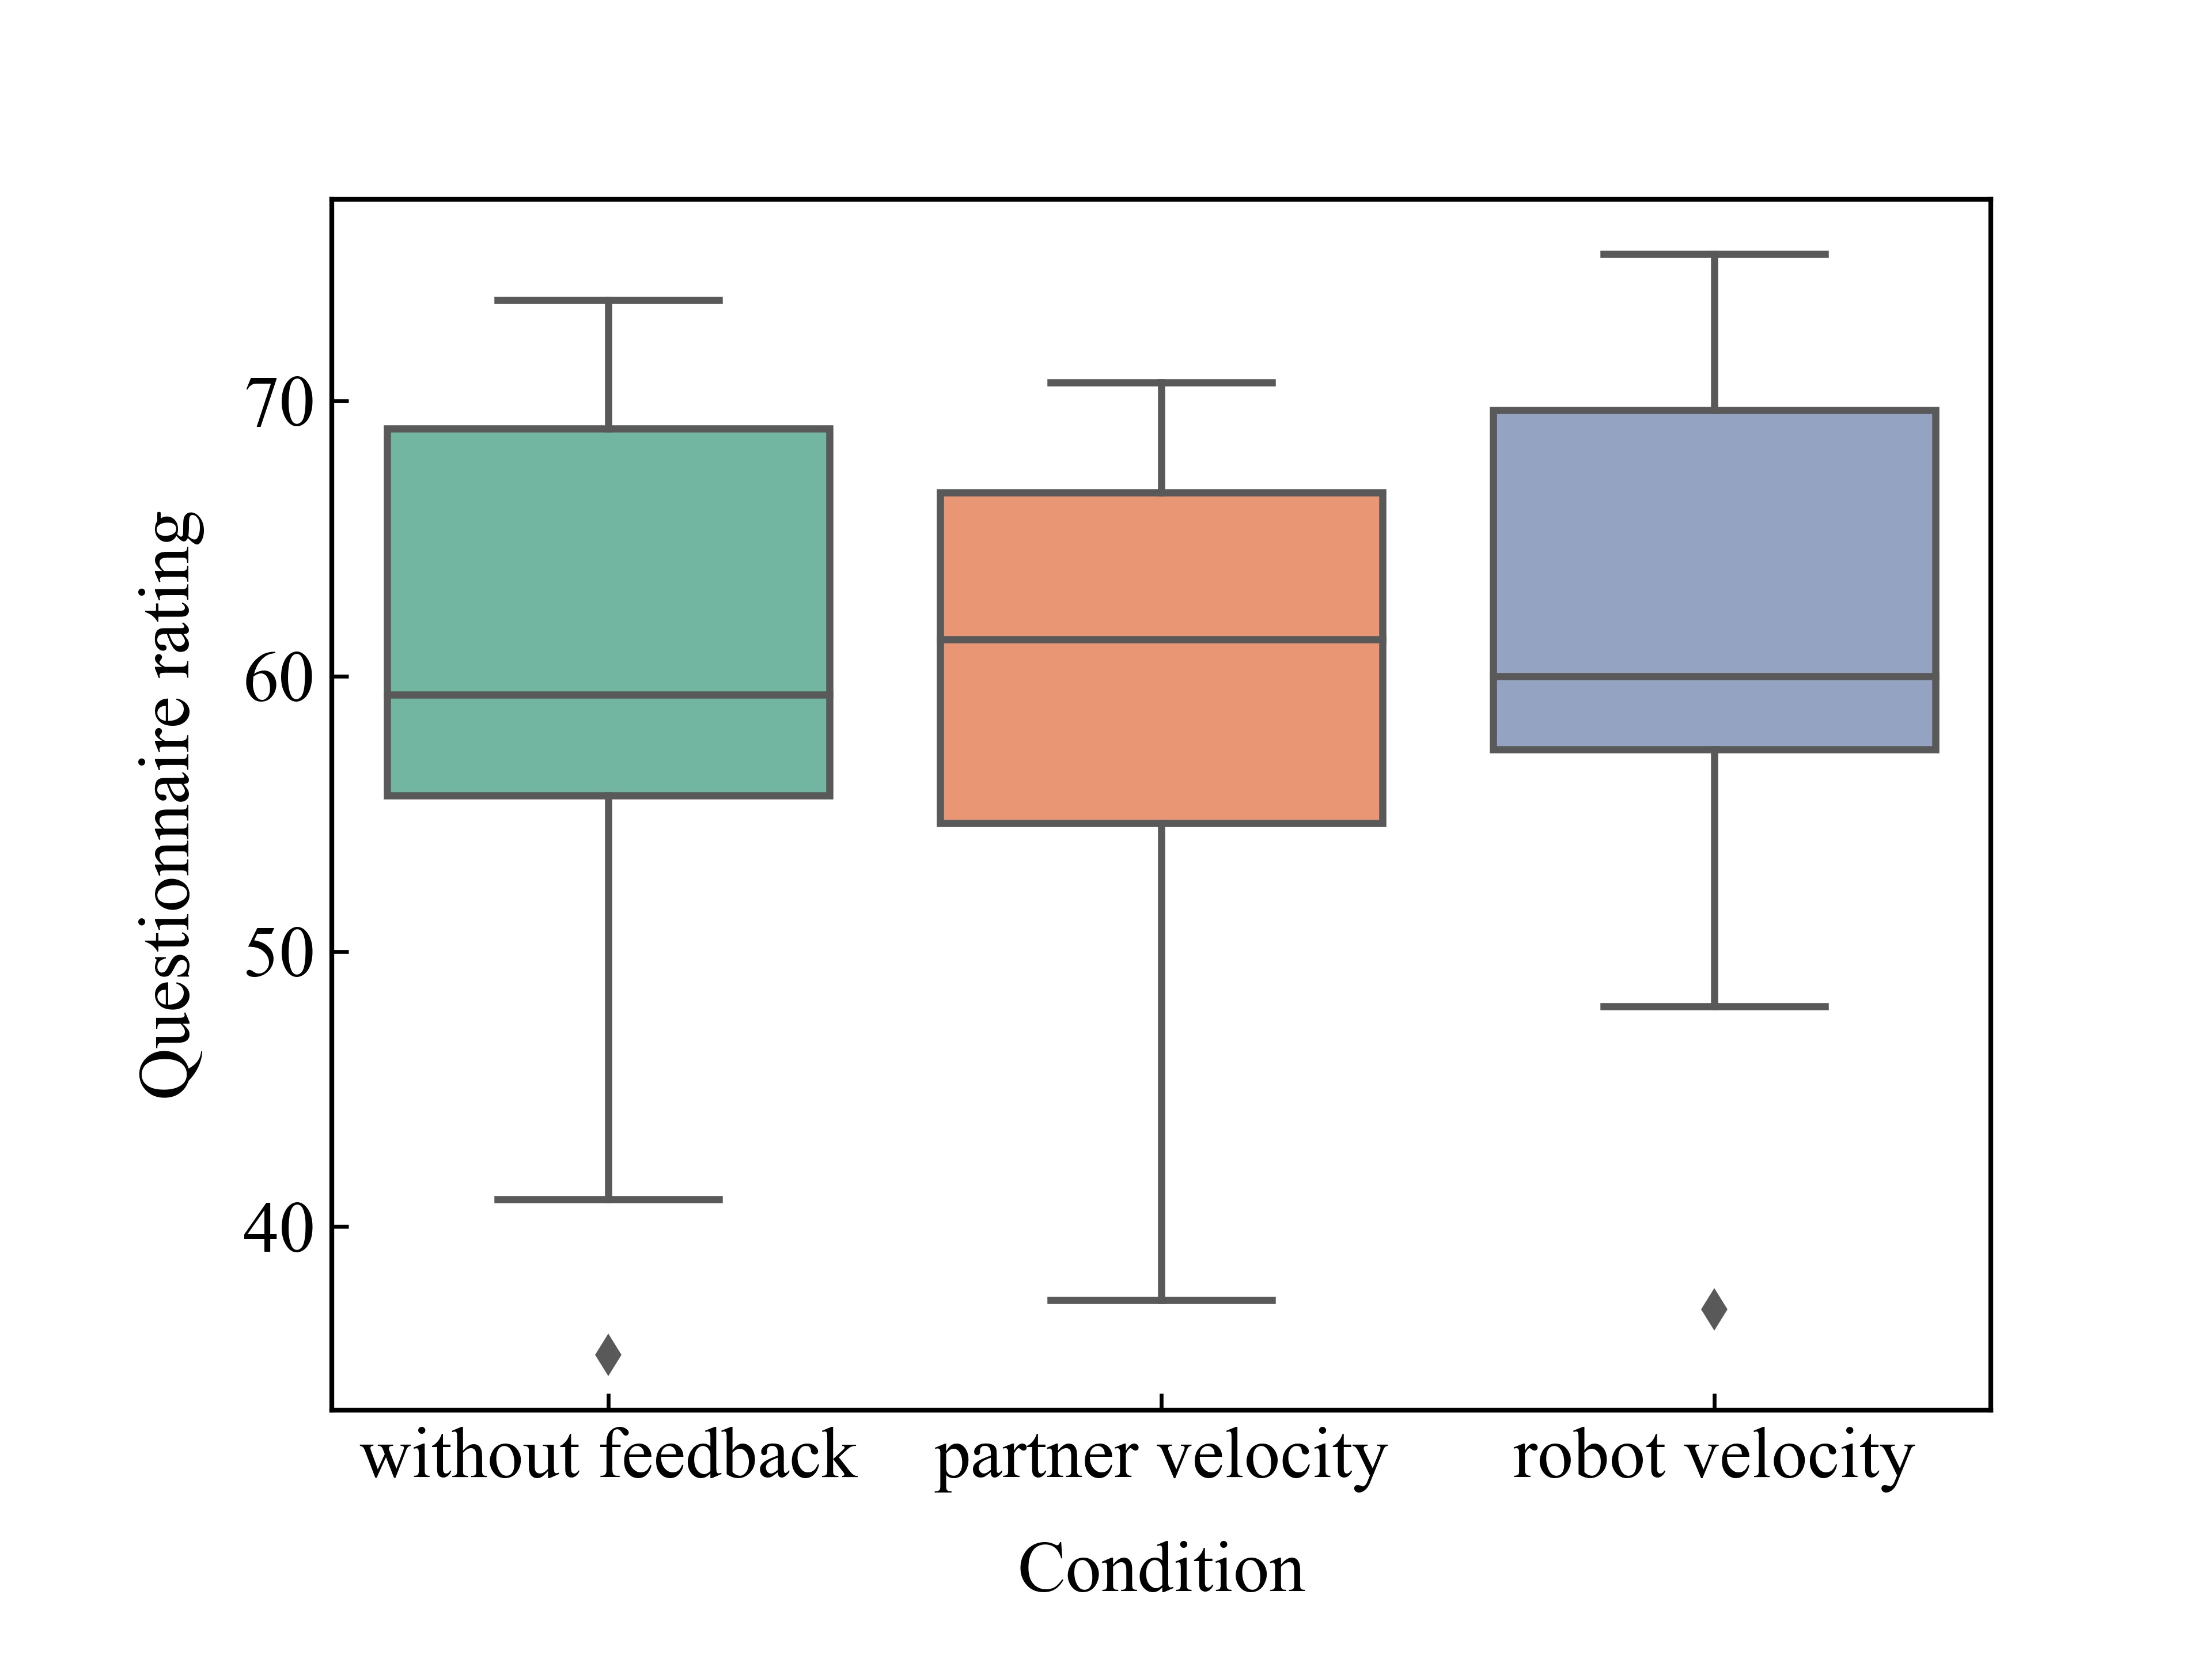 Questionnaire rating
70
60
50
40
without feedback partner velocity robot velocity
Condition